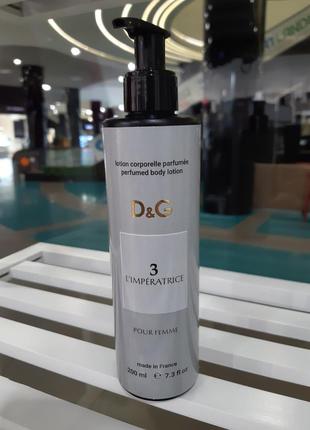 lotion corporelle parfumée
perfumed body lotion
D&G
3
L'IMPÉRATRICE
POUR FEMME
made in France
200 ml ℮ 7.3 fl oz